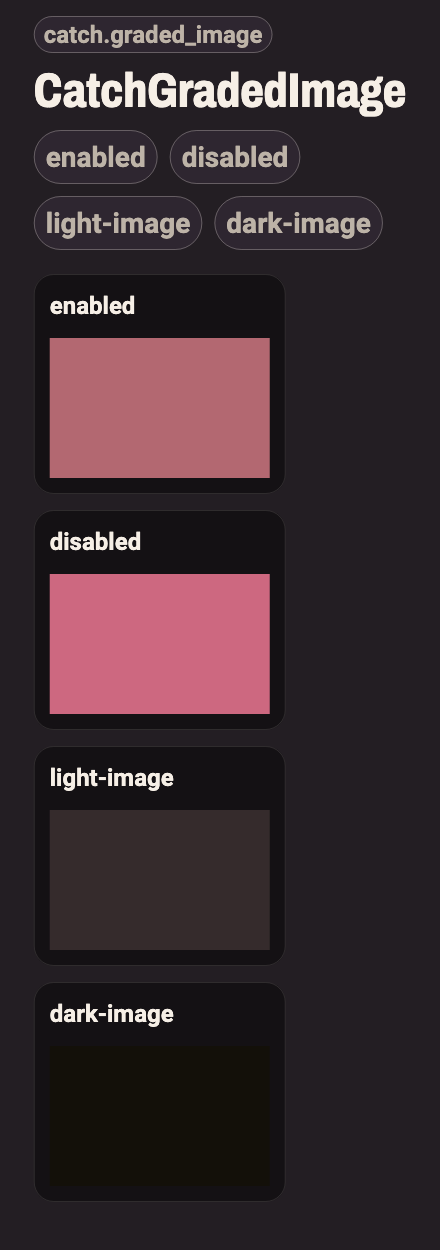 catch.graded_image
CatchGradedImage
enabled disabled
light-image dark-image
enabled
disabled
light-image
dark-image